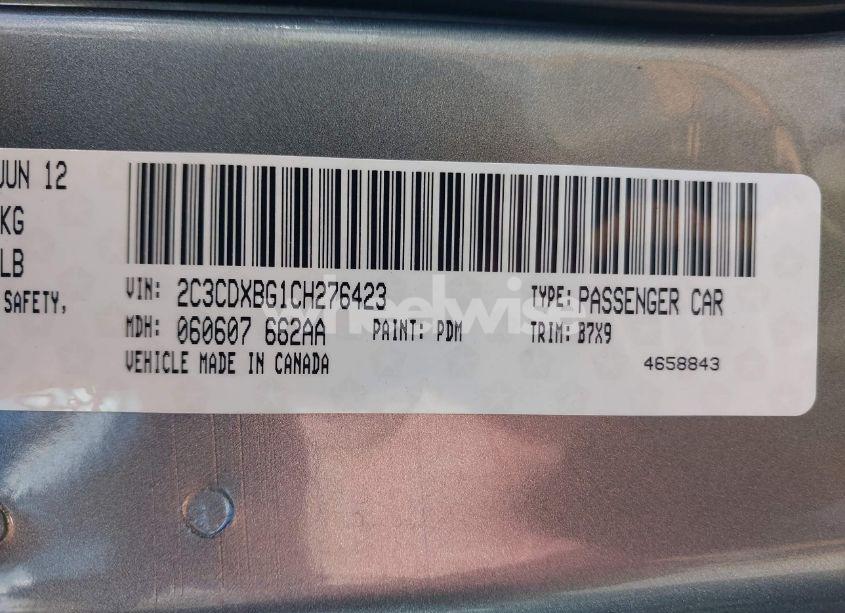 JUN 12
KG
LB
SAFETY,
VIN: 2C3CDXBG1CH276423 TYPE: PASSENGER CAR
MDH: 060607 662AA PAINT: PDM TRIM: B7X9
VEHICLE MADE IN CANADA 4658843
wheelwise